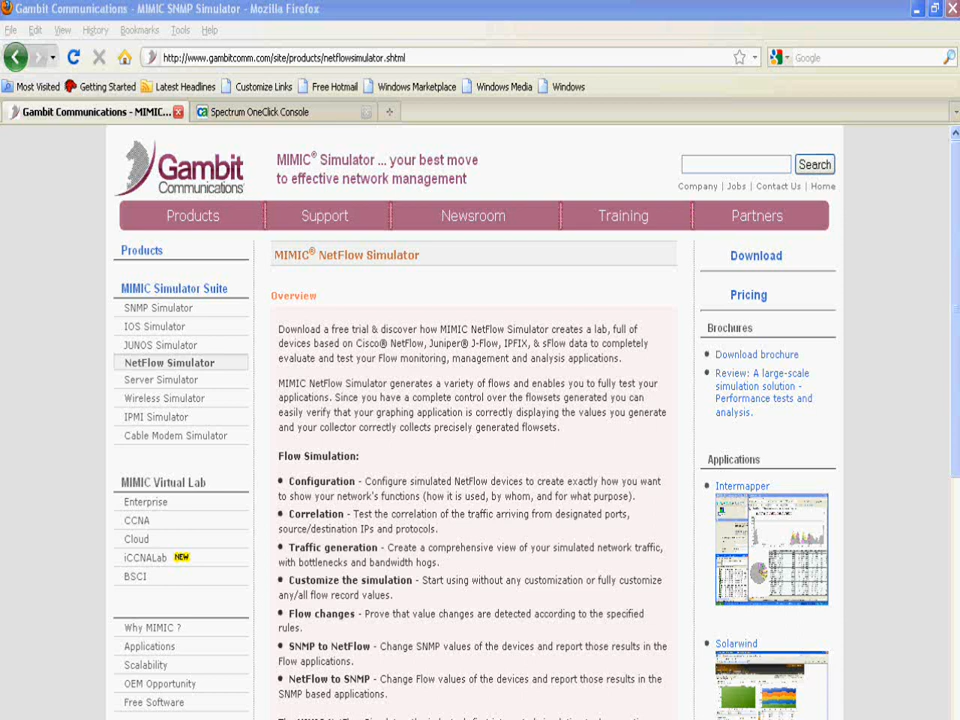 Gambit Communications - MIMIC SNMP Simulator - Mozilla Firefox
File Edit View History Bookmarks Tools Help
http://www.gambitcomm.com/site/products/netflowsimulator.shtml
Google
Most Visited Getting Started Latest Headlines Customize Links Free Hotmail Windows Marketplace Windows Media Windows
Gambit Communications - MIMIC... Spectrum OneClick Console
Gambit
Communications
MIMIC® Simulator ... your best move
to effective network management
Search
Company | Jobs | Contact Us | Home
Products Support Newsroom Training Partners
Products
MIMIC Simulator Suite
SNMP Simulator
IOS Simulator
JUNOS Simulator
NetFlow Simulator
Server Simulator
Wireless Simulator
IPMI Simulator
Cable Modem Simulator
MIMIC Virtual Lab
Enterprise
CCNA
Cloud
iCCNALab NEW
BSCI
Why MIMIC ?
Applications
Scalability
OEM Opportunity
Free Software
MIMIC® NetFlow Simulator
Overview
Download a free trial & discover how MIMIC NetFlow Simulator creates a lab, full of
devices based on Cisco® NetFlow, Juniper® J-Flow, IPFIX, & sFlow data to completely
evaluate and test your Flow monitoring, management and analysis applications.
MIMIC NetFlow Simulator generates a variety of flows and enables you to fully test your
applications. Since you have a complete control over the flowsets generated you can
easily verify that your graphing application is correctly displaying the values you generate
and your collector correctly collects precisely generated flowsets.
Flow Simulation:
• Configuration - Configure simulated NetFlow devices to create exactly how you want
to show your network's functions (how it is used, by whom, and for what purpose).
• Correlation - Test the correlation of the traffic arriving from designated ports,
source/destination IPs and protocols.
• Traffic generation - Create a comprehensive view of your simulated network traffic,
with bottlenecks and bandwidth hogs.
• Customize the simulation - Start using without any customization or fully customize
any/all flow record values.
• Flow changes - Prove that value changes are detected according to the specified
rules.
• SNMP to NetFlow - Change SNMP values of the devices and report those results in the
Flow applications.
• NetFlow to SNMP - Change Flow values of the devices and report those results in the
SNMP based applications.
Download
Pricing
Brochures
• Download brochure
• Review: A large-scale
simulation solution -
Performance tests and
analysis.
Applications
• Intermapper
• Solarwind